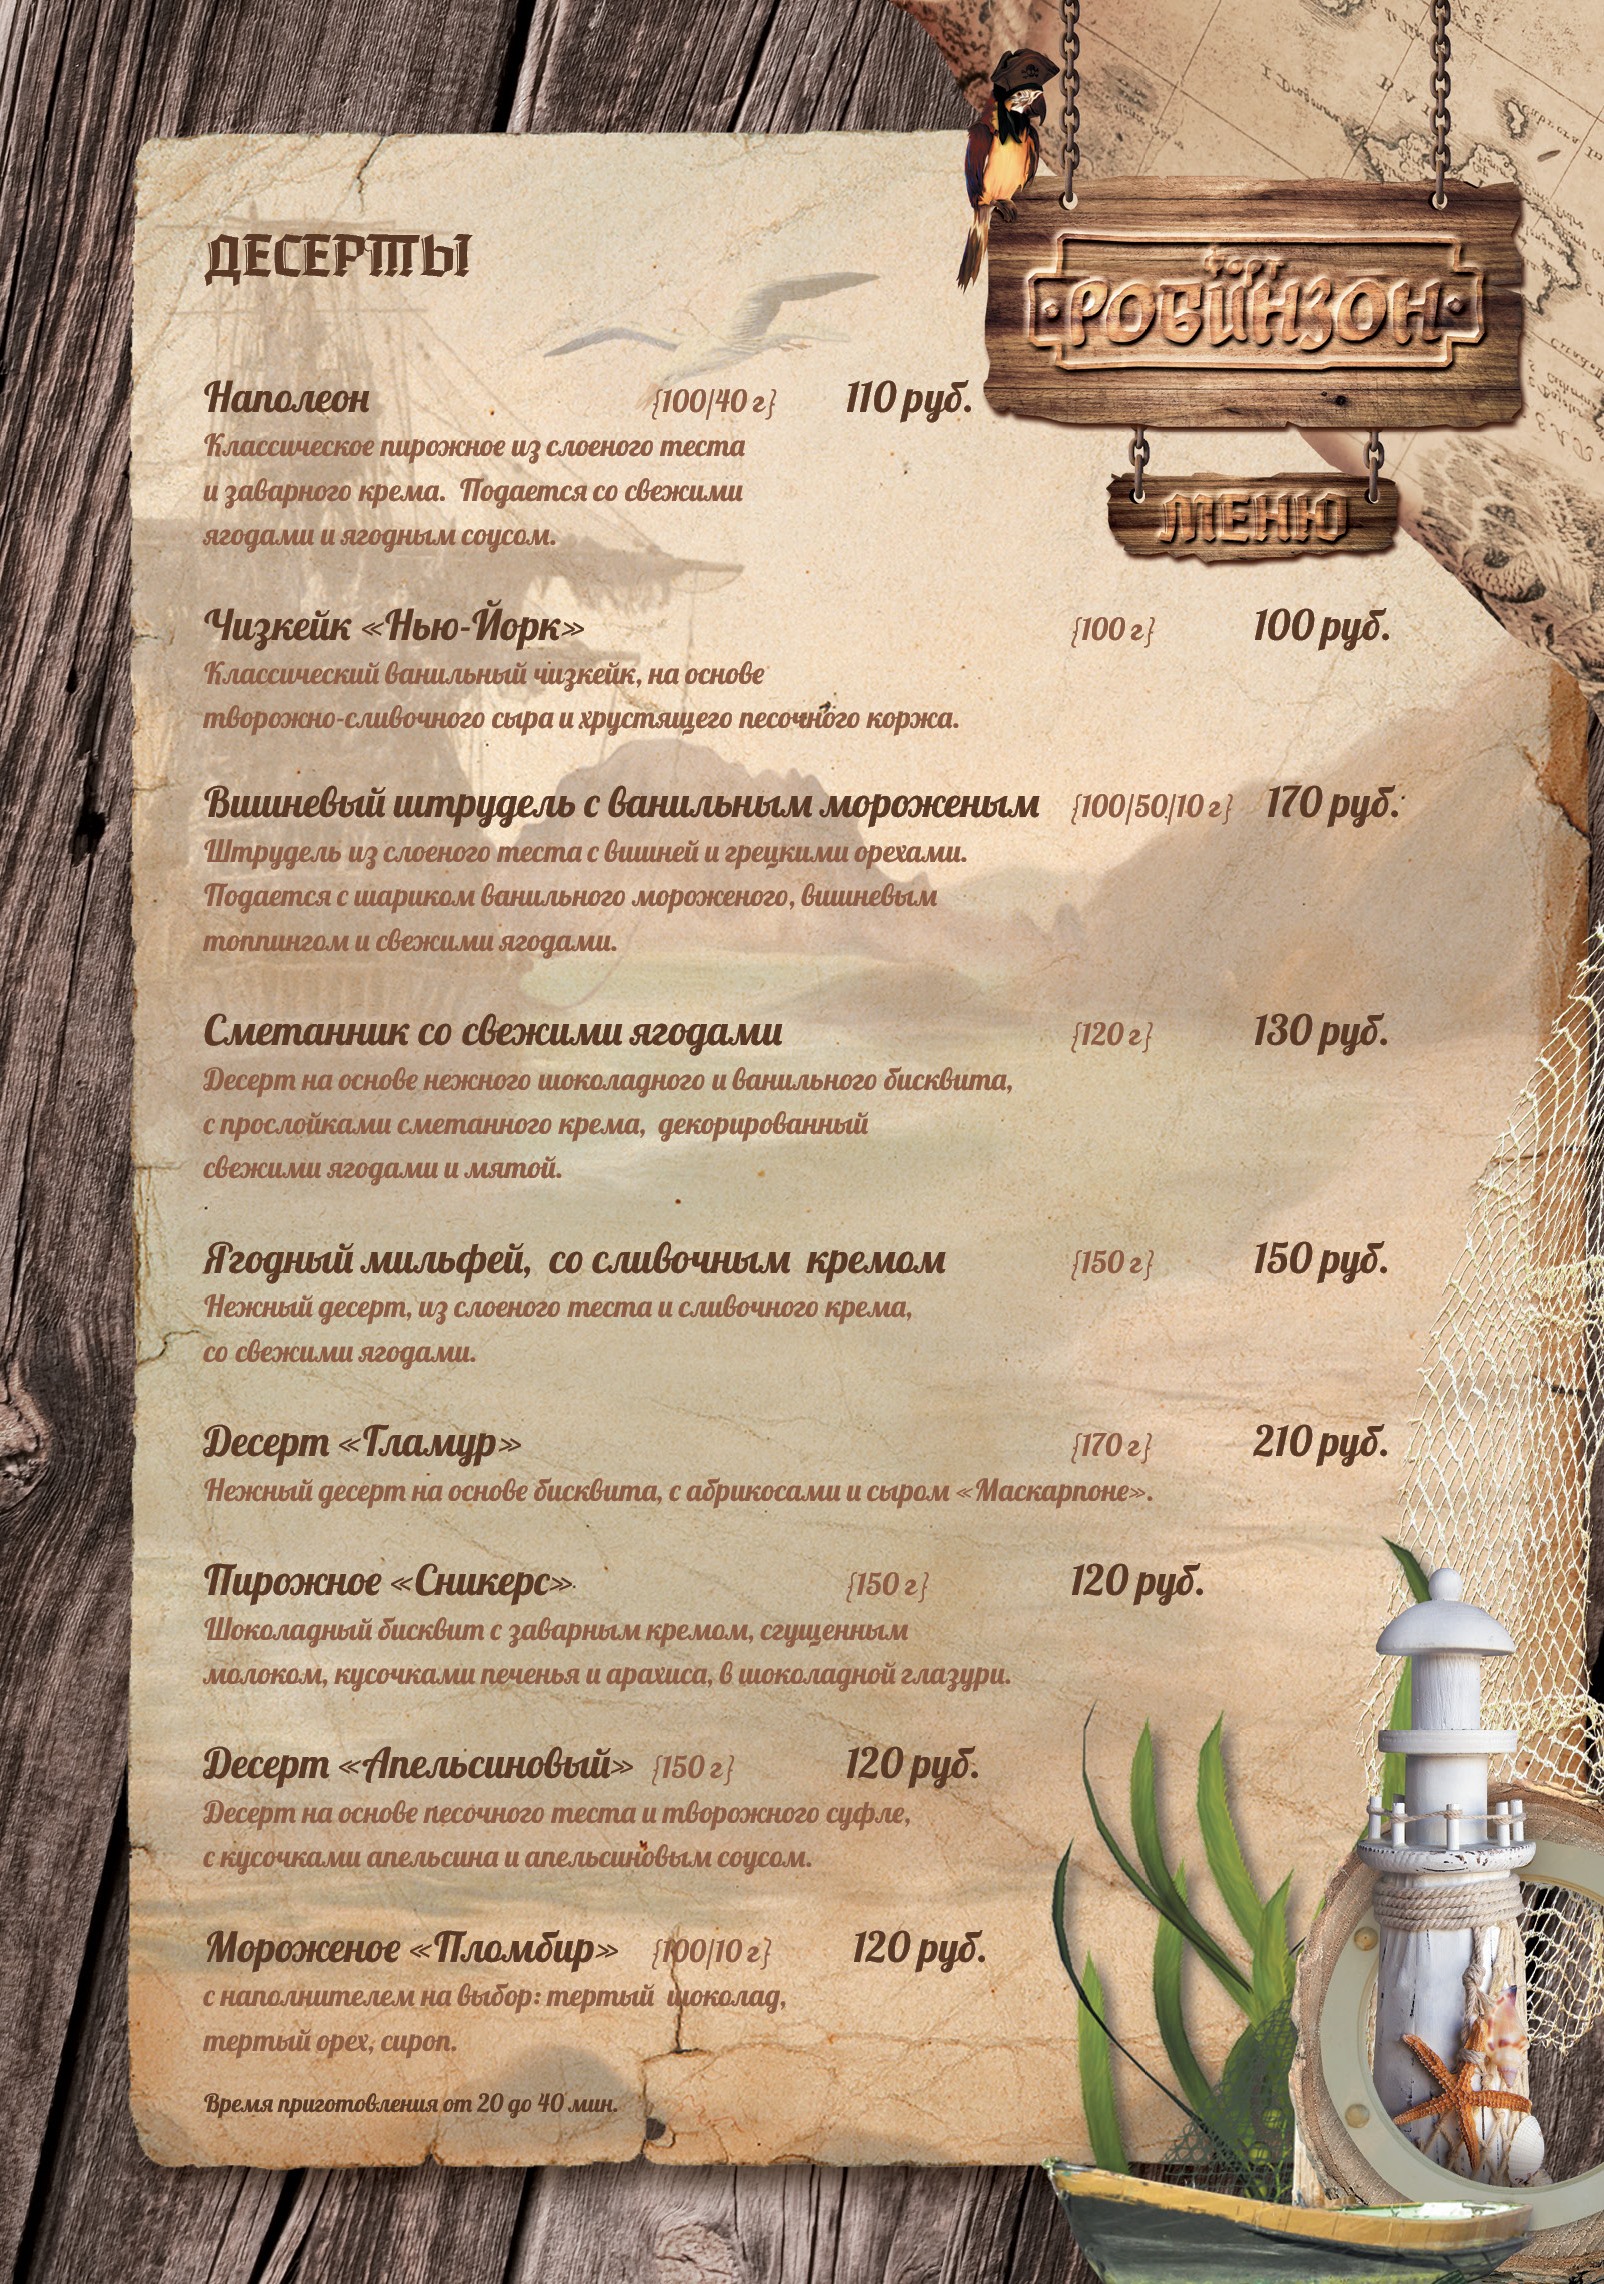 ДЕСЕРТЫ
форт
РОБИНЗОН
МЕНЮ
Наполеон {100/40 г} 110 руб.
Классическое пирожное из слоеного теста
и заварного крема. Подается со свежими
ягодами и ягодным соусом.
Чизкейк «Нью-Йорк» {100 г} 100 руб.
Классический ванильный чизкейк, на основе
творожно-сливочного сыра и хрустящего песочного коржа.
Вишневый штрудель с ванильным мороженым {100/50/10 г} 170 руб.
Штрудель из слоеного теста с вишней и грецкими орехами.
Подается с шариком ванильного мороженого, вишневым
топпингом и свежими ягодами.
Сметанник со свежими ягодами {120 г} 130 руб.
Десерт на основе нежного шоколадного и ванильного бисквита,
с прослойками сметанного крема, декорированный
свежими ягодами и мятой.
Ягодный мильфей, со сливочным кремом {150 г} 150 руб.
Нежный десерт, из слоеного теста и сливочного крема,
со свежими ягодами.
Десерт «Гламур» {170 г} 210 руб.
Нежный десерт на основе бисквита, с абрикосами и сыром «Маскарпоне».
Пирожное «Сникерс» {150 г} 120 руб.
Шоколадный бисквит с заварным кремом, сгущенным
молоком, кусочками печенья и арахиса, в шоколадной глазури.
Десерт «Апельсиновый» {150 г} 120 руб.
Десерт на основе песочного теста и творожного суфле,
с кусочками апельсина и апельсиновым соусом.
Мороженое «Пломбир» {100/10 г} 120 руб.
с наполнителем на выбор: тертый шоколад,
тертый орех, сироп.
Время приготовления от 20 до 40 мин.